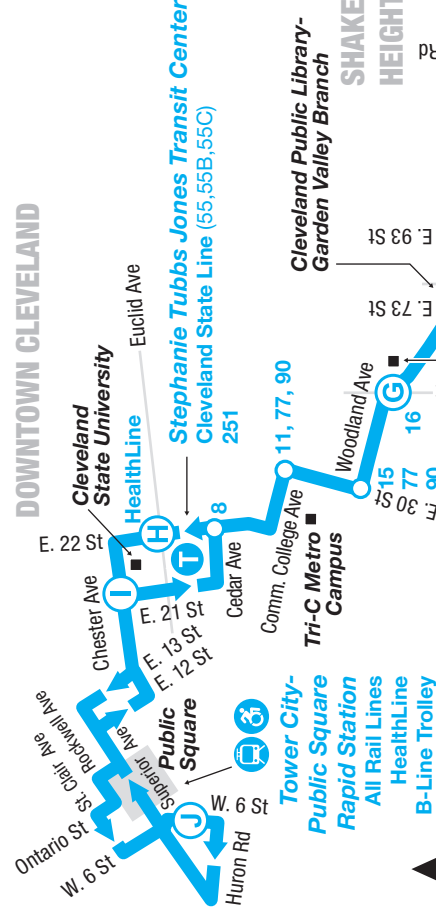 DOWNTOWN CLEVELAND
SHAKE
HEIGHT
Rd
Cleveland Public Library-
Garden Valley Branch
E. 93 St
E. 73 St
Stephanie Tubbs Jones Transit Center
Cleveland State Line (55,55B,55C)
251
Euclid Ave
Cleveland
State University
HealthLine
E. 22 St
H
T
8
I
Chester Ave
E. 21 St
Cedar Ave
E. 13 St
E. 12 St
11, 77, 90
Comm. College Ave
Tri-C Metro
Campus
Woodland Ave
G
16
15
77
90
E. 30 St
E.
Rockwell Ave
St. Clair Ave
Ontario St
Superior Ave
Public
Square
W. 6 St
J
W. 6 St
Huron Rd
Tower City-
Public Square
Rapid Station
All Rail Lines
HealthLine
B-Line Trolley